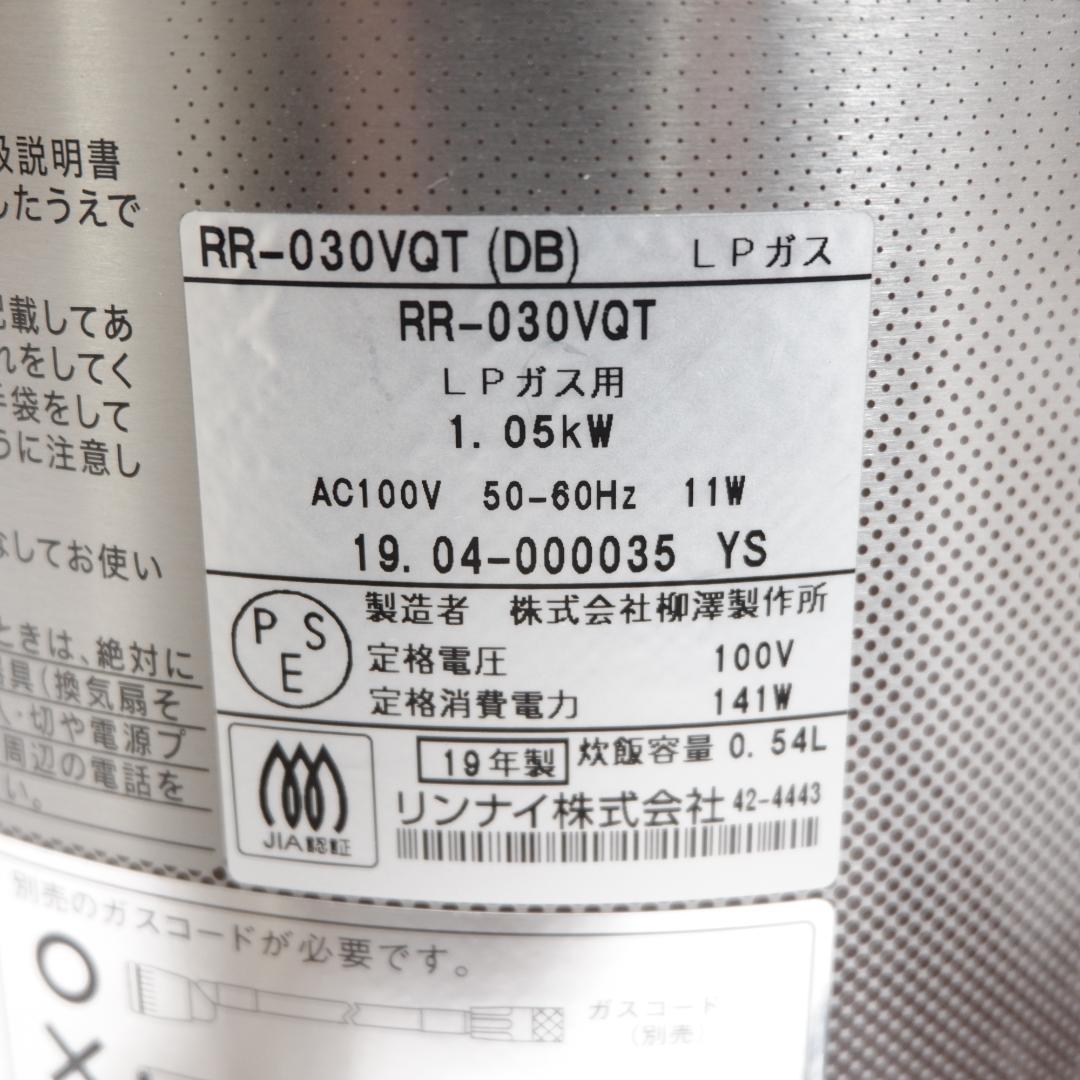 扱説明書
したうえで
記載してあ
れをしてく
手袋をして
うに注意し
なしてお使い
ときは、絶対に
器具(換気扇そ
入・切や電源プ
周辺の電話を
い。
RR-030VQT (DB) LPガス
RR-030VQT
LPガス用
1.05kW
AC100V 50-60Hz 11W
19.04-000035 YS
PSE
製造者 株式会社柳澤製作所
定格電圧 100V
定格消費電力 141W
JIA認証
19年製 炊飯容量 0.54L
リンナイ株式会社 42-4443
別売のガスコードが必要です。
ガスコード
(別売)